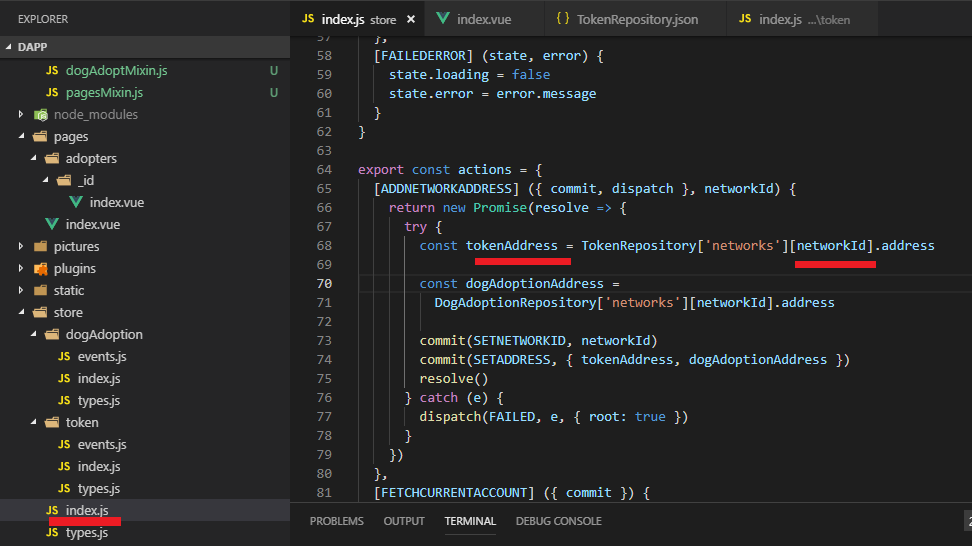 EXPLORER
DAPP
JS dogAdoptMixin.js U
JS pagesMixin.js U
node_modules
pages
adopters
_id
index.vue
index.vue
pictures
plugins
static
store
dogAdoption
JS events.js
JS index.js
JS types.js
token
JS events.js
JS index.js
JS types.js
JS index.js
JS types.js
JS index.js store × index.vue {} TokenRepository.json JS index.js ...\token
57 },
58 [FAILEDERROR] (state, error) {
59 state.loading = false
60 state.error = error.message
61 }
62 }
63
64 export const actions = {
65 [ADDNETWORKADDRESS] ({ commit, dispatch }, networkId) {
66 return new Promise(resolve => {
67 try {
68 const tokenAddress = TokenRepository['networks'][networkId].address
69
70 const dogAdoptionAddress =
71 DogAdoptionRepository['networks'][networkId].address
72
73 commit(SETNETWORKID, networkId)
74 commit(SETADDRESS, { tokenAddress, dogAdoptionAddress })
75 resolve()
76 } catch (e) {
77 dispatch(FAILED, e, { root: true })
78 }
79 })
80 },
81 [FETCHCURRENTACCOUNT] ({ commit }) {
PROBLEMS OUTPUT TERMINAL DEBUG CONSOLE 2